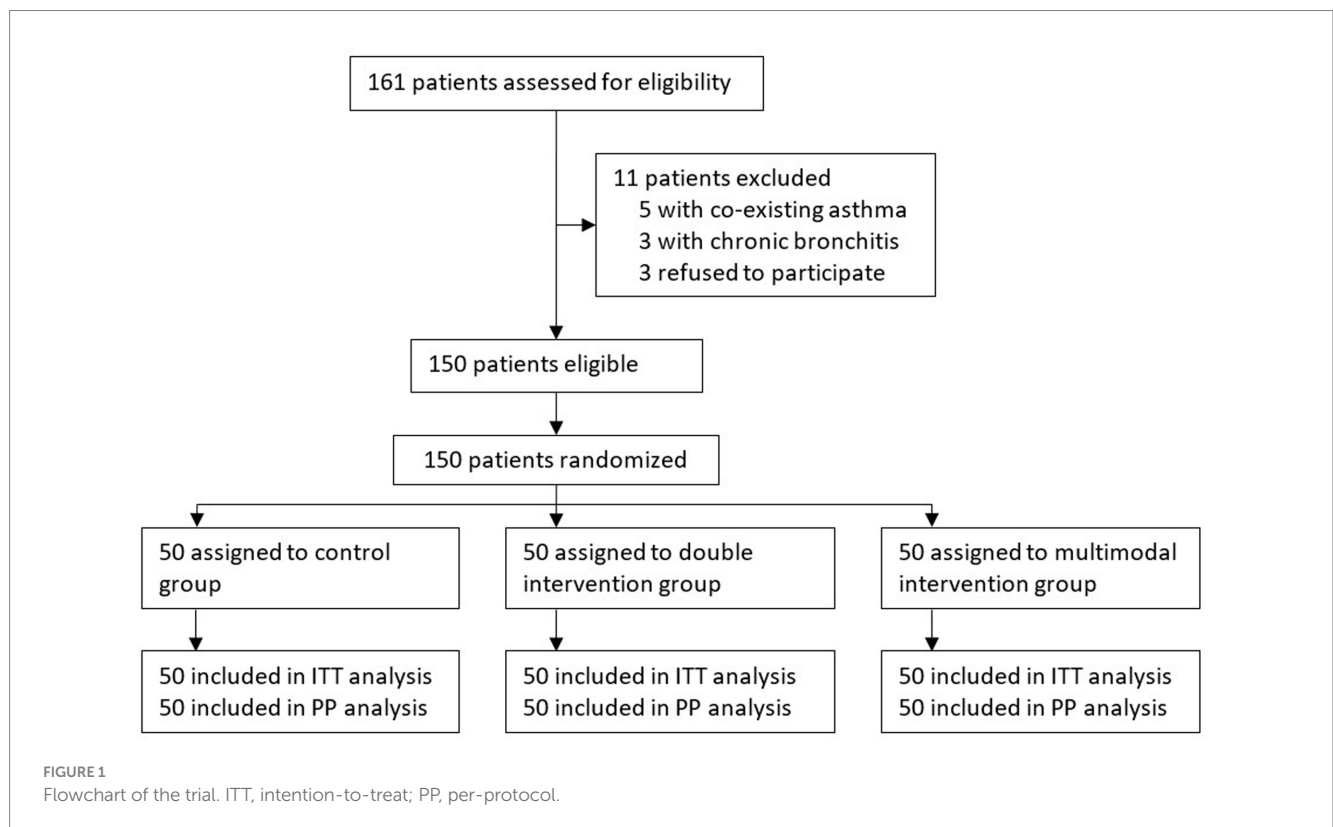 161 patients assessed for eligibility
11 patients excluded
5 with co-existing asthma
3 with chronic bronchitis
3 refused to participate
150 patients eligible
150 patients randomized
50 assigned to control
group
50 assigned to double
intervention group
50 assigned to multimodal
intervention group
50 included in ITT analysis
50 included in PP analysis
50 included in ITT analysis
50 included in PP analysis
50 included in ITT analysis
50 included in PP analysis
FIGURE 1
Flowchart of the trial. ITT, intention-to-treat; PP, per-protocol.